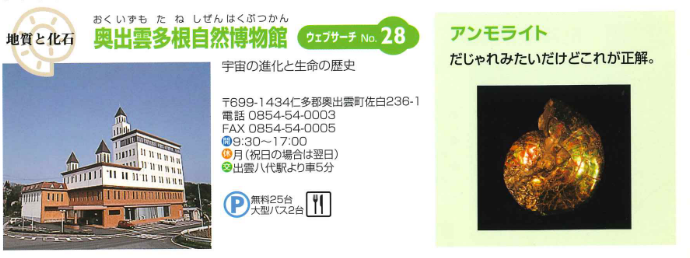 おくいずもたねしぜんはくぶつかん
地質と化石
奥出雲多根自然博物館
ウェブサーチ No.28
宇宙の進化と生命の歴史
〒699-1434仁多郡奥出雲町佐白236-1
電話 0854-54-0003
FAX 0854-54-0005
開9:30〜17:00
休月(祝日の場合は翌日)
交出雲八代駅より車5分
P 無料25台
大型バス2台
アンモライト
だじゃれみたいだけどこれが正解。